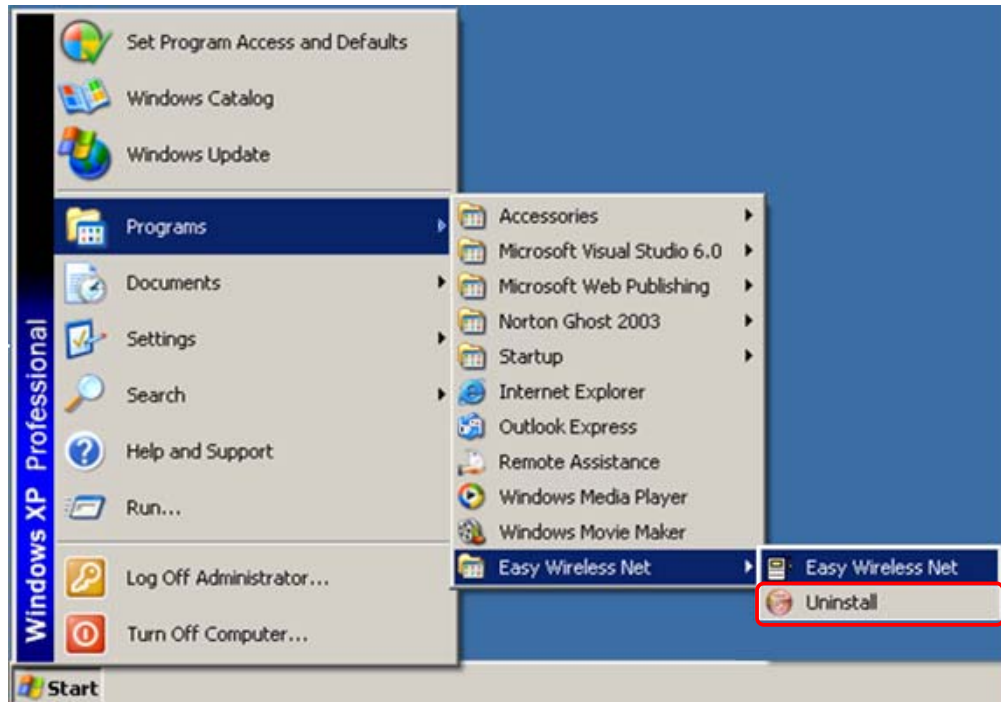 Set Program Access and Defaults
Windows Catalog
Windows Update
Programs
Documents
Settings
Search
Help and Support
Run...
Log Off Administrator...
Turn Off Computer...
Windows XP Professional
Accessories
Microsoft Visual Studio 6.0
Microsoft Web Publishing
Norton Ghost 2003
Startup
Internet Explorer
Outlook Express
Remote Assistance
Windows Media Player
Windows Movie Maker
Easy Wireless Net
Easy Wireless Net
Uninstall
Start